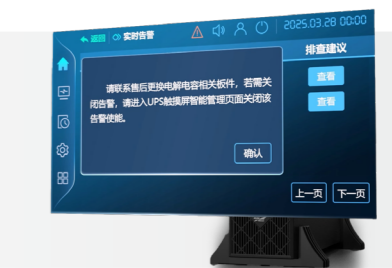 返回 实时告警 2025.03.28 00:00
排查建议
请联系售后更换电解电容相关板件，若需关
闭告警，请进入UPS触摸屏智能管理页面关闭该
告警使能。
查看
查看
确认
上一页 下一页